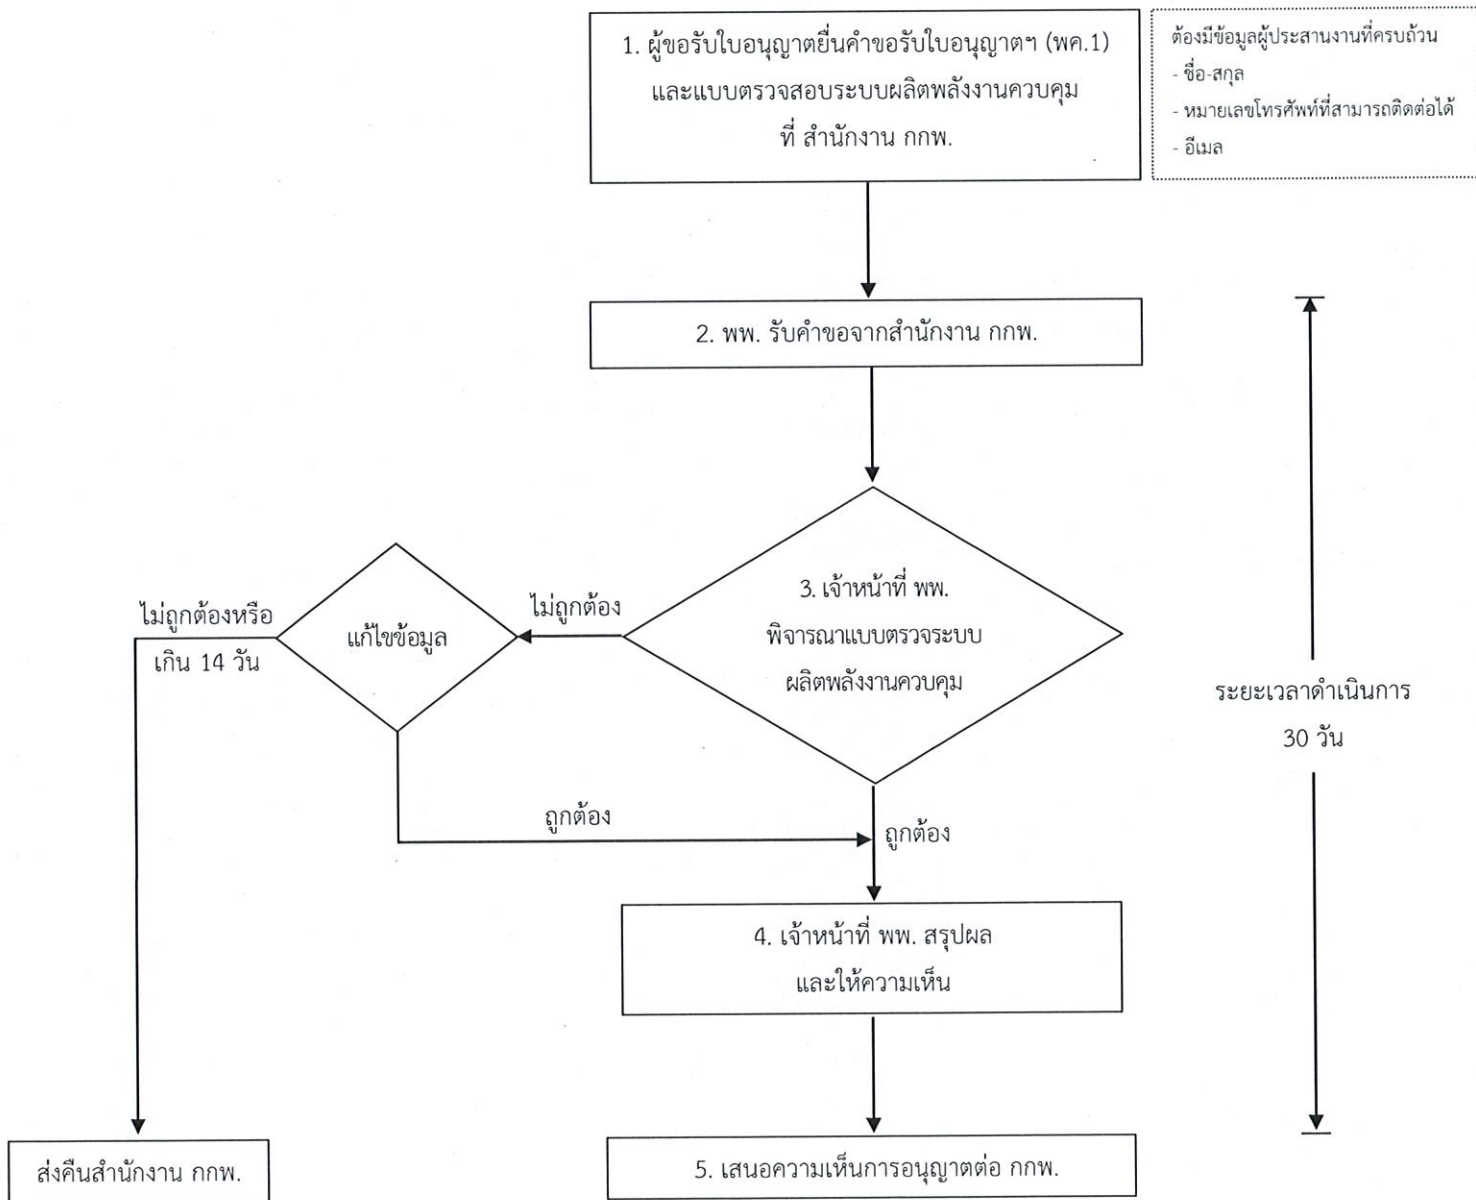 1. ผู้ขอรับใบอนุญาตยื่นคำขอรับใบอนุญาตฯ (พค.1)
และแบบตรวจสอบระบบผลิตพลังงานควบคุม
ที่ สำนักงาน กกพ.
ต้องมีข้อมูลผู้ประสานงานที่ครบถ้วน
- ชื่อ-สกุล
- หมายเลขโทรศัพท์ที่สามารถติดต่อได้
- อีเมล
2. พพ. รับคำขอจากสำนักงาน กกพ.
3. เจ้าหน้าที่ พพ.
พิจารณาแบบตรวจระบบ
ผลิตพลังงานควบคุม
ไม่ถูกต้อง
แก้ไขข้อมูล
ไม่ถูกต้องหรือ
เกิน 14 วัน
ระยะเวลาดำเนินการ
30 วัน
ถูกต้อง
ถูกต้อง
4. เจ้าหน้าที่ พพ. สรุปผล
และให้ความเห็น
ส่งคืนสำนักงาน กกพ.
5. เสนอความเห็นการอนุญาตต่อ กกพ.